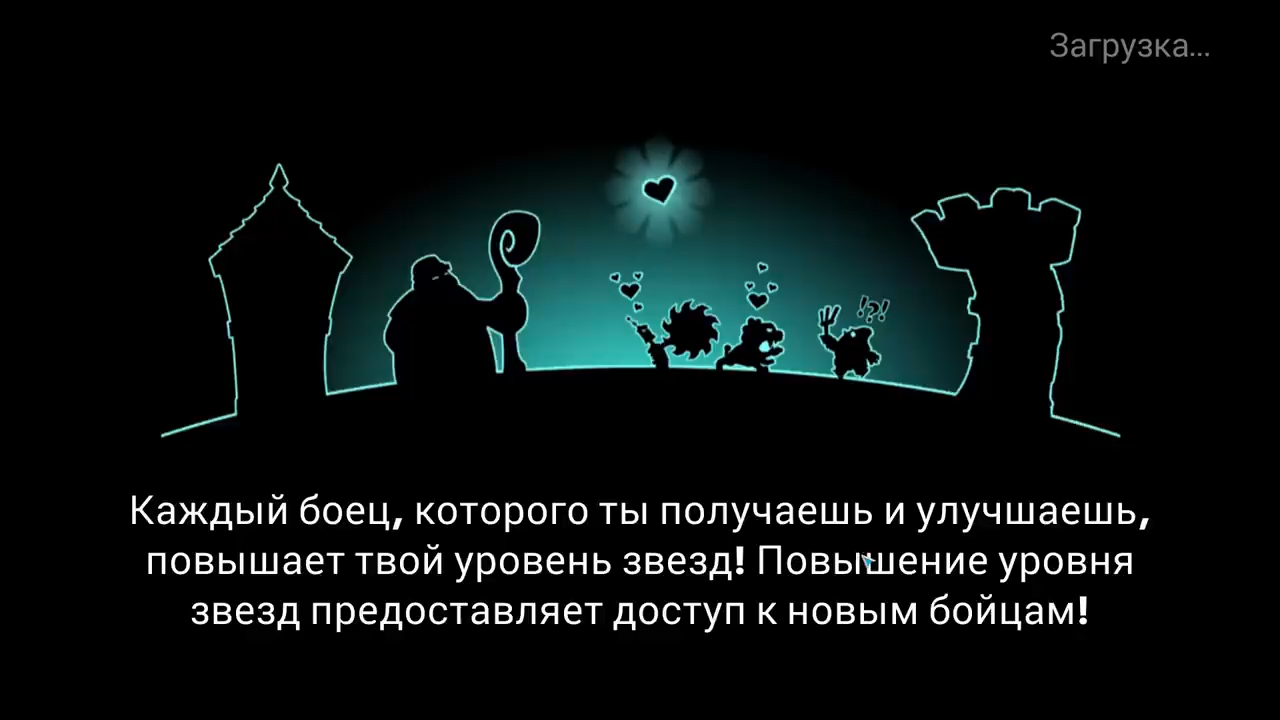 Загрузка...
!?!
Каждый боец, которого ты получаешь и улучшаешь,
повышает твой уровень звезд! Повышение уровня
звезд предоставляет доступ к новым бойцам!